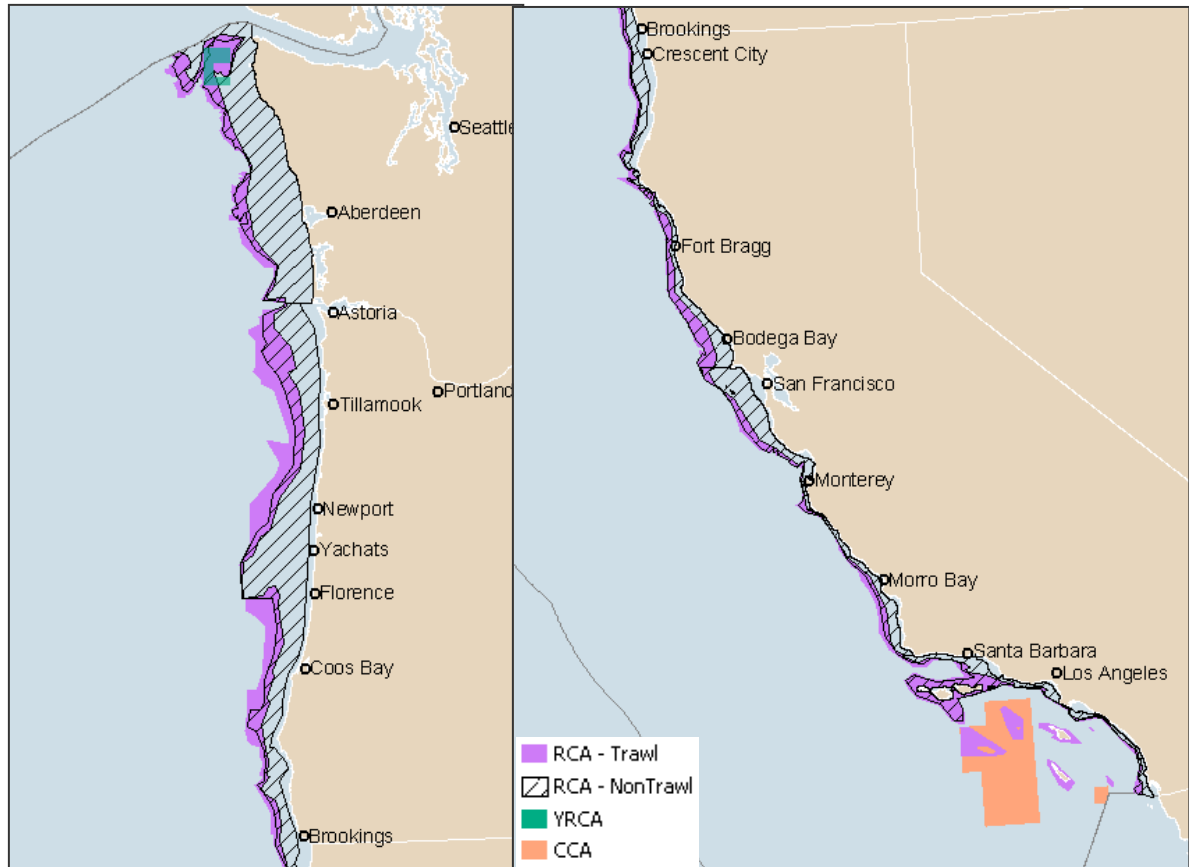 Seattle
Aberdeen
Astoria
Portland
Tillamook
Newport
Yachats
Florence
Coos Bay
Brookings
Brookings
Crescent City
Fort Bragg
Bodega Bay
San Francisco
Monterey
Morro Bay
Santa Barbara
Los Angeles
RCA - Trawl
RCA - NonTrawl
YRCA
CCA